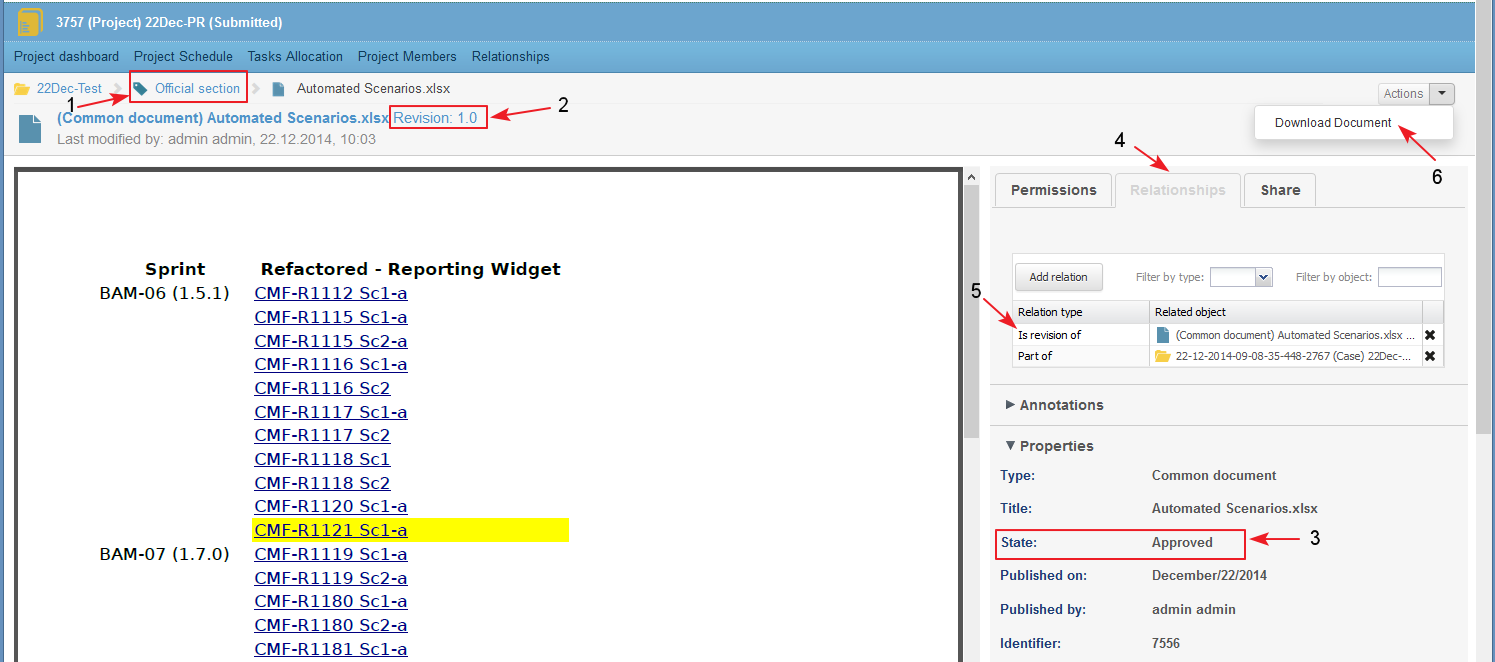 3757 (Project) 22Dec-PR (Submitted)
Project dashboard Project Schedule Tasks Allocation Project Members Relationships
22Dec-Test Official section Automated Scenarios.xlsx
Actions
1
(Common document) Automated Scenarios.xlsx Revision: 1.0
2
Download Document
Last modified by: admin admin, 22.12.2014, 10:03
4
6
Permissions Relationships Share
Sprint Refactored - Reporting Widget
BAM-06 (1.5.1) CMF-R1112 Sc1-a
CMF-R1115 Sc1-a
CMF-R1115 Sc2-a
CMF-R1116 Sc1-a
CMF-R1116 Sc2
CMF-R1117 Sc1-a
CMF-R1117 Sc2
CMF-R1118 Sc1
CMF-R1118 Sc2
CMF-R1120 Sc1-a
CMF-R1121 Sc1-a
BAM-07 (1.7.0) CMF-R1119 Sc1-a
CMF-R1119 Sc2-a
CMF-R1180 Sc1-a
CMF-R1180 Sc2-a
CMF-R1181 Sc1-a
Add relation Filter by type: Filter by object:
5
Relation type Related object
Is revision of (Common document) Automated Scenarios.xlsx ...
Part of 22-12-2014-09-08-35-448-2767 (Case) 22Dec-...
Annotations
Properties
Type: Common document
Title: Automated Scenarios.xlsx
State: Approved
3
Published on: December/22/2014
Published by: admin admin
Identifier: 7556